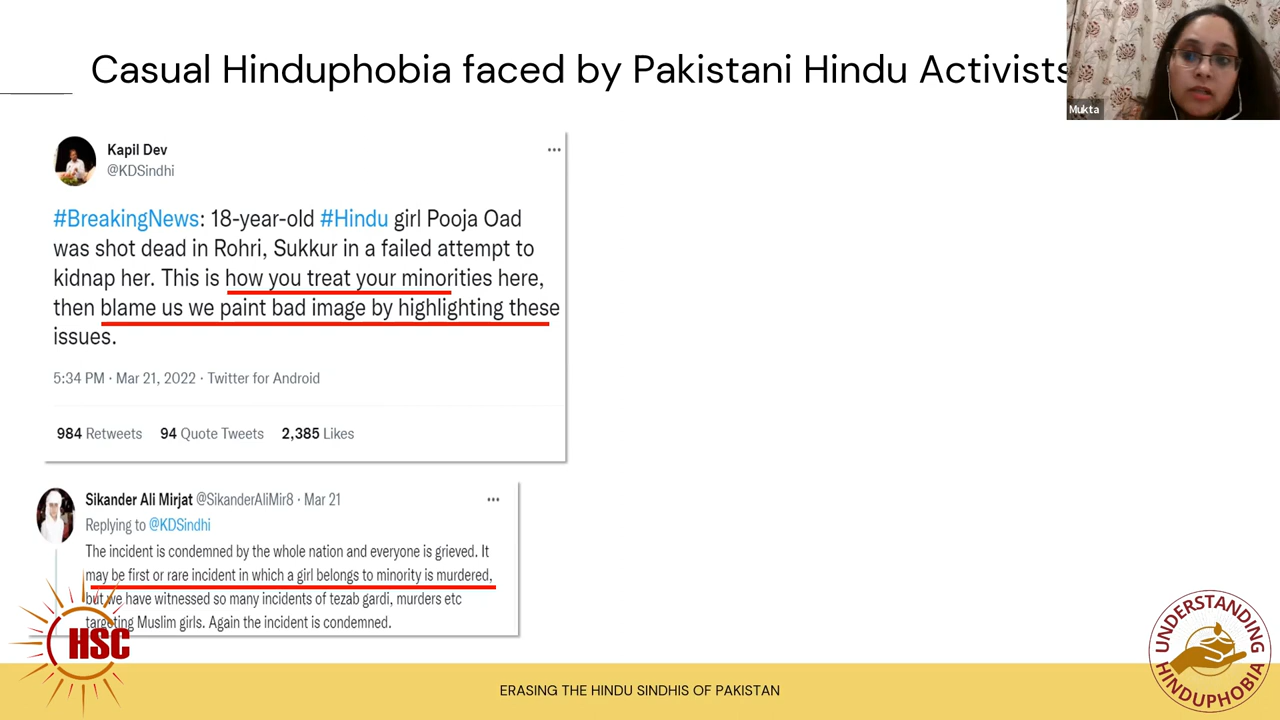 Casual Hinduphobia faced by Pakistani Hindu Activists
Mukta
Kapil Dev
@KDSindhi
#BreakingNews: 18-year-old #Hindu girl Pooja Oad
was shot dead in Rohri, Sukkur in a failed attempt to
kidnap her. This is how you treat your minorities here,
then blame us we paint bad image by highlighting these
issues.
5:34 PM · Mar 21, 2022 · Twitter for Android
984 Retweets 94 Quote Tweets 2,385 Likes
Sikander Ali Mirjat @SikanderAliMir8 · Mar 21
Replying to @KDSindhi
The incident is condemned by the whole nation and everyone is grieved. It
may be first or rare incident in which a girl belongs to minority is murdered,
but we have witnessed so many incidents of tezab gardi, murders etc
targeting Muslim girls. Again the incident is condemned.
HSC
ERASING THE HINDU SINDHIS OF PAKISTAN
UNDERSTANDING
HINDUPHOBIA